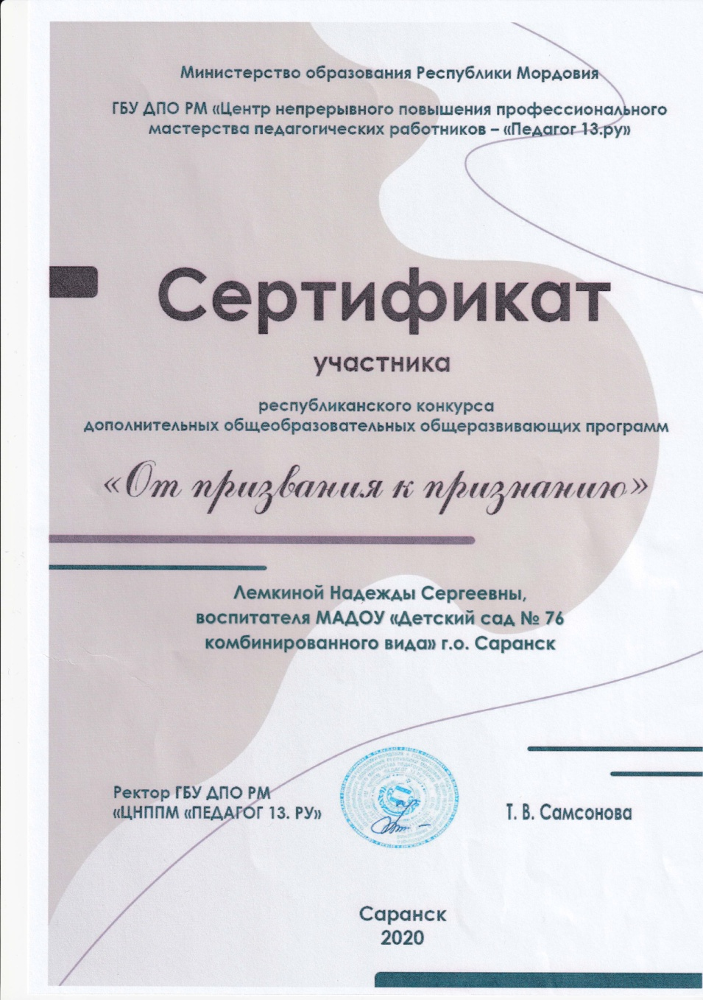 Министерство образования Республики Мордовия
ГБУ ДПО РМ «Центр непрерывного повышения профессионального
мастерства педагогических работников – «Педагог 13.ру»
Сертификат
участника
республиканского конкурса
дополнительных общеобразовательных общеразвивающих программ
«От призвания к признанию»
Лемкиной Надежды Сергеевны,
воспитателя МАДОУ «Детский сад № 76
комбинированного вида» г.о. Саранск
Ректор ГБУ ДПО РМ
«ЦНППМ «ПЕДАГОГ 13. РУ»
Т. В. Самсонова
Саранск
2020